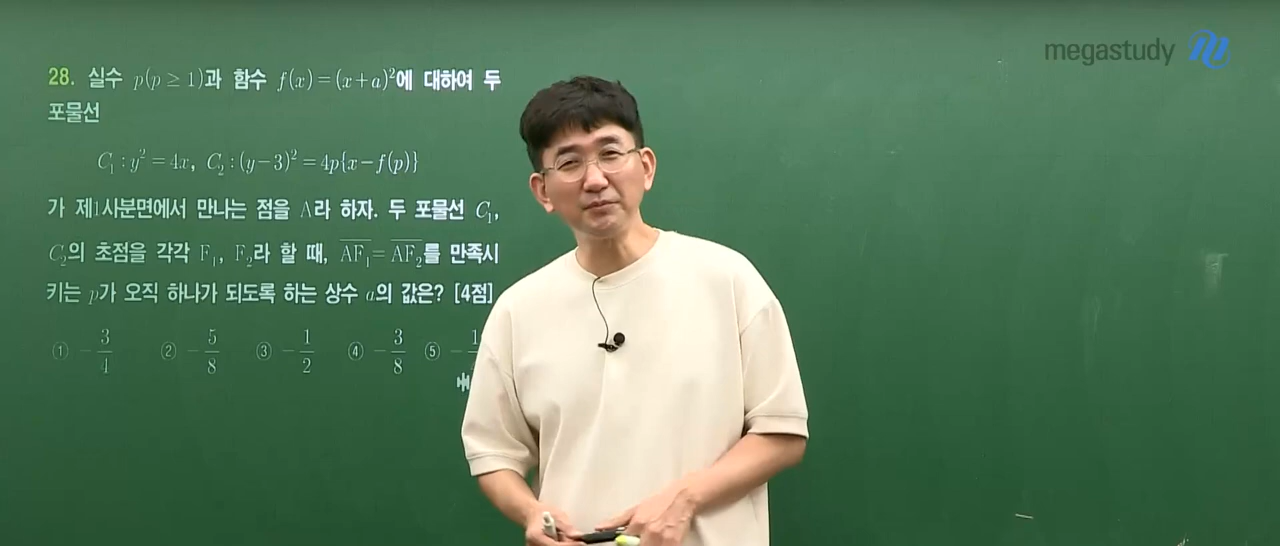 megastudy
28. 실수 p(p ≥ 1)과 함수 f(x)=(x+a)²에 대하여 두
포물선
C₁ : y² = 4x, C₂ : (y-3)² = 4p{x-f(p)}
가 제1사분면에서 만나는 점을 A라 하자. 두 포물선 C₁,
C₂의 초점을 각각 F₁, F₂라 할 때, \overline{AF₁} = \overline{AF₂}를 만족시
키는 p가 오직 하나가 되도록 하는 상수 a의 값은? [4점]
① -3/4 ② -5/8 ③ -1/2 ④ -3/8 ⑤ -